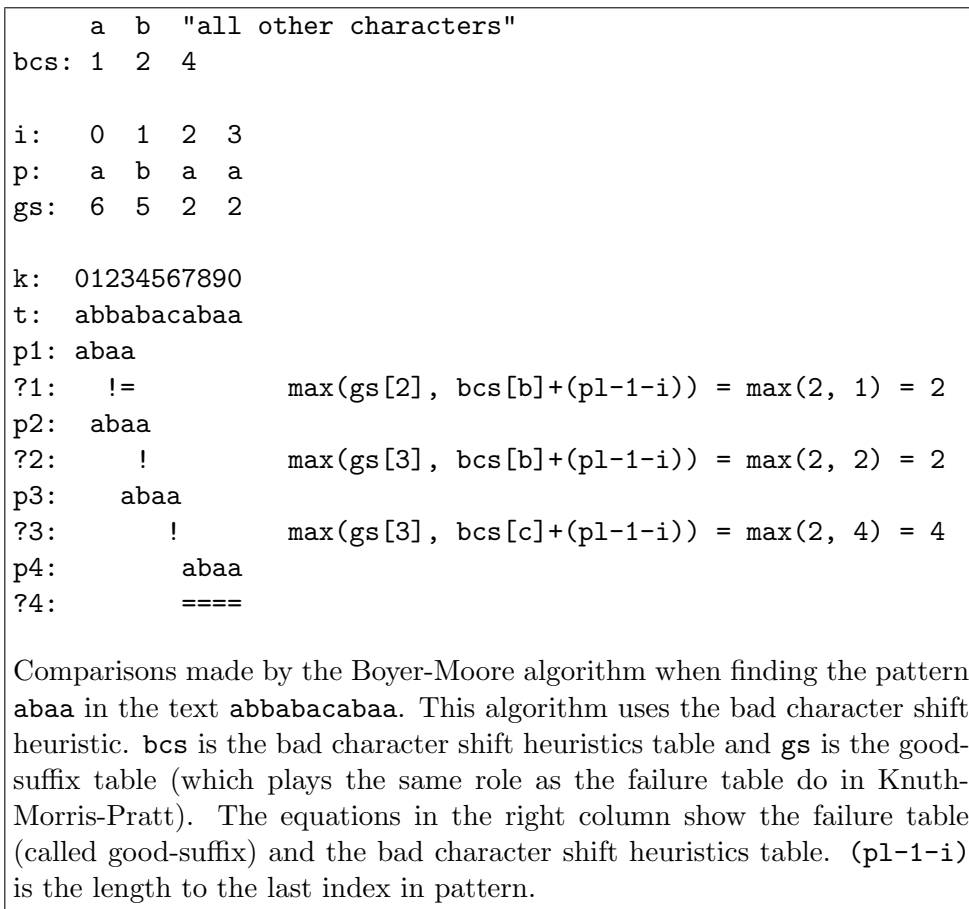 a  b  "all other characters"
bcs: 1  2  4
i:   0  1  2  3
p:   a  b  a  a
gs:  6  5  2  2
k:  01234567890
t:  abbabacabaa
p1: abaa
?1:   !=          max(gs[2], bcs[b]+(pl-1-i)) = max(2, 1) = 2
p2:  abaa
?2:     !         max(gs[3], bcs[b]+(pl-1-i)) = max(2, 2) = 2
p3:    abaa
?3:       !       max(gs[3], bcs[c]+(pl-1-i)) = max(2, 4) = 4
p4:        abaa
?4:        ====
Comparisons made by the Boyer-Moore algorithm when finding the pattern
abaa in the text abbabacabaa. This algorithm uses the bad character shift
heuristic. bcs is the bad character shift heuristics table and gs is the good-
suffix table (which plays the same role as the failure table do in Knuth-
Morris-Pratt). The equations in the right column show the failure table
(called good-suffix) and the bad character shift heuristics table. (pl-1-i)
is the length to the last index in pattern.